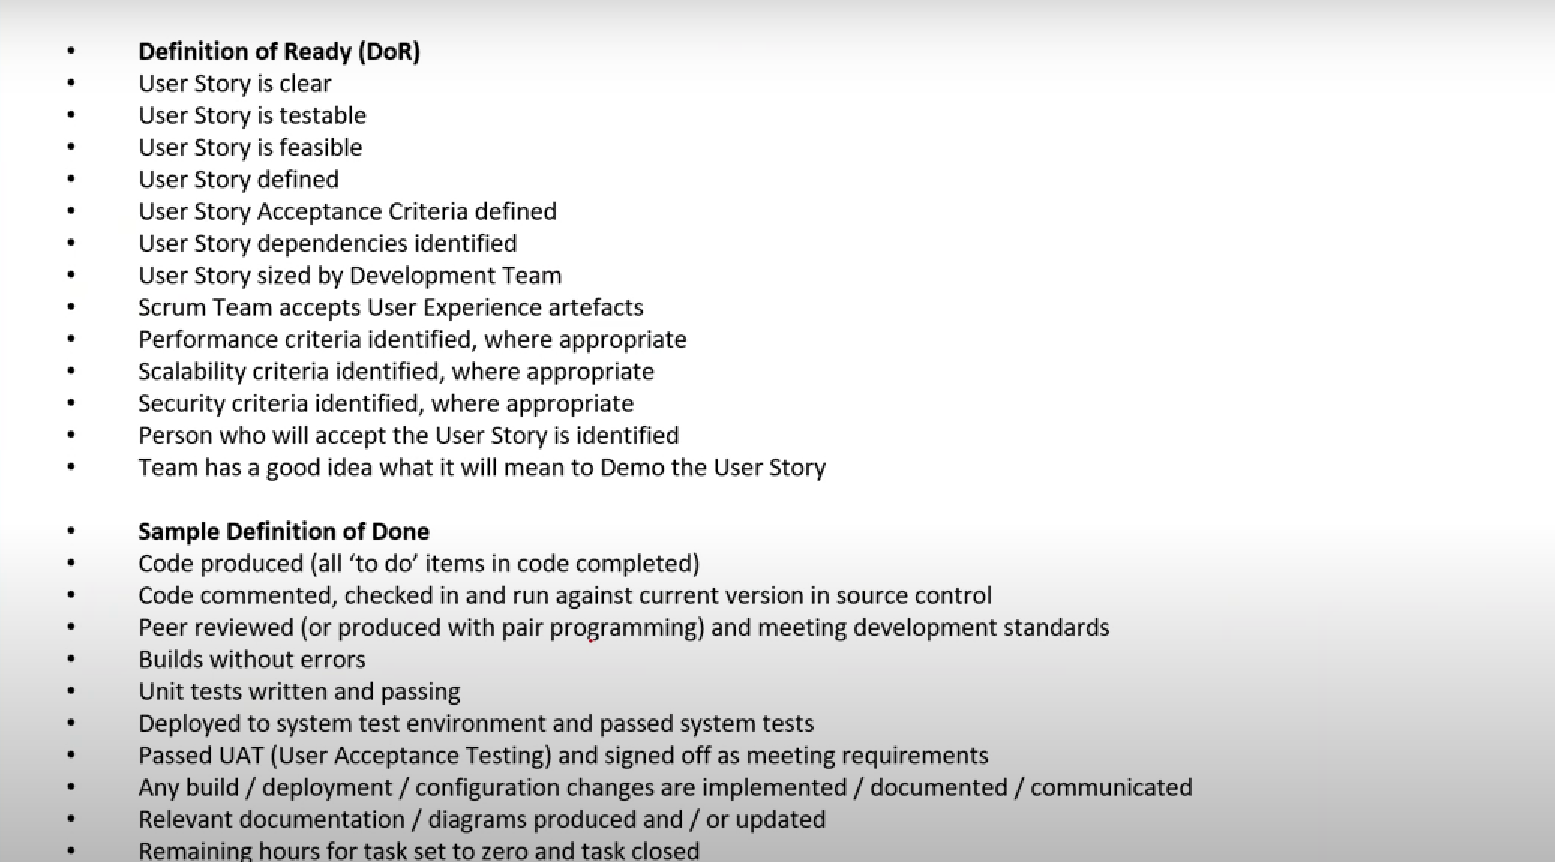 • Definition of Ready (DoR)
• User Story is clear
• User Story is testable
• User Story is feasible
• User Story defined
• User Story Acceptance Criteria defined
• User Story dependencies identified
• User Story sized by Development Team
• Scrum Team accepts User Experience artefacts
• Performance criteria identified, where appropriate
• Scalability criteria identified, where appropriate
• Security criteria identified, where appropriate
• Person who will accept the User Story is identified
• Team has a good idea what it will mean to Demo the User Story
• Sample Definition of Done
• Code produced (all ‘to do’ items in code completed)
• Code commented, checked in and run against current version in source control
• Peer reviewed (or produced with pair programming) and meeting development standards
• Builds without errors
• Unit tests written and passing
• Deployed to system test environment and passed system tests
• Passed UAT (User Acceptance Testing) and signed off as meeting requirements
• Any build / deployment / configuration changes are implemented / documented / communicated
• Relevant documentation / diagrams produced and / or updated
• Remaining hours for task set to zero and task closed